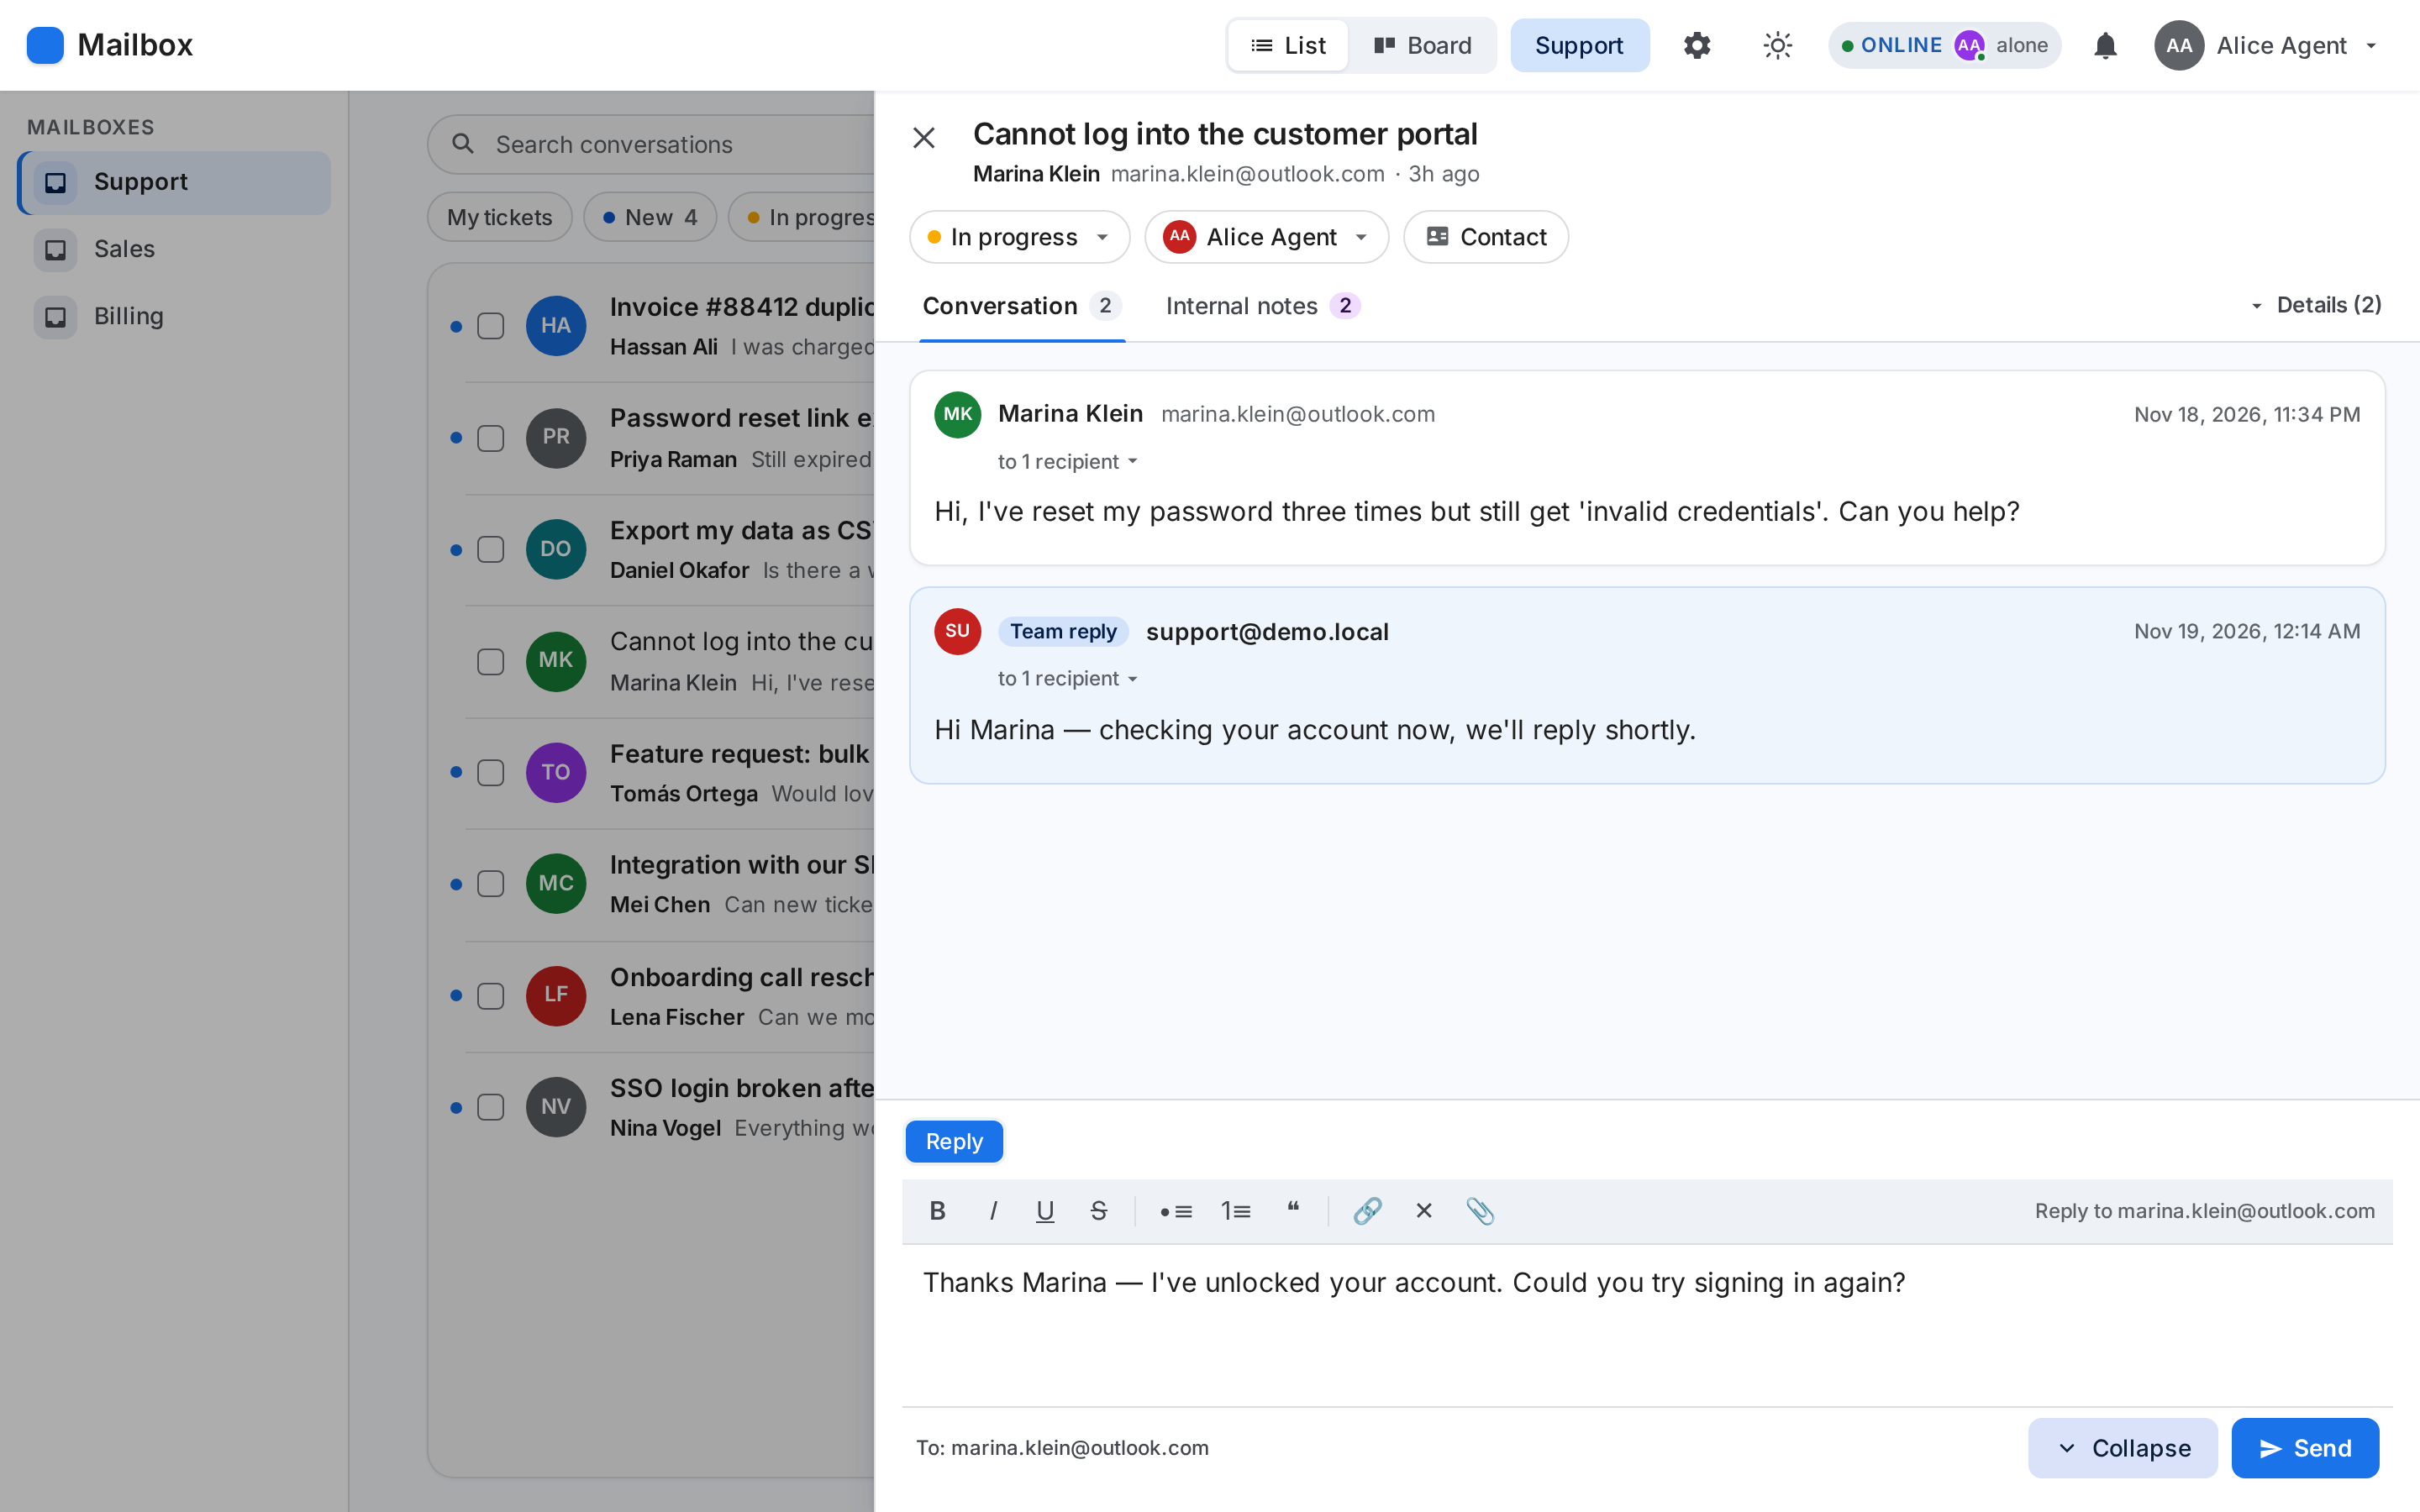 Mailbox
List
Board
Support
ONLINE
AA
alone
AA
Alice Agent
MAILBOXES
Support
Sales
Billing
Search conversations
My tickets
New 4
In progres
HA
Invoice #88412 duplic
Hassan Ali I was charged
PR
Password reset link e
Priya Raman Still expired
DO
Export my data as CS
Daniel Okafor Is there a
MK
Cannot log into the cu
Marina Klein Hi, I've rese
TO
Feature request: bulk
Tomás Ortega Would lov
MC
Integration with our S
Mei Chen Can new ticke
LF
Onboarding call resch
Lena Fischer Can we mo
NV
SSO login broken afte
Nina Vogel Everything we
Cannot log into the customer portal
Marina Klein marina.klein@outlook.com · 3h ago
In progress
AA
Alice Agent
Contact
Conversation 2
Internal notes 2
Details (2)
MK
Marina Klein marina.klein@outlook.com
Nov 18, 2026, 11:34 PM
to 1 recipient
Hi, I've reset my password three times but still get 'invalid credentials'. Can you help?
SU
Team reply
support@demo.local
Nov 19, 2026, 12:14 AM
to 1 recipient
Hi Marina — checking your account now, we'll reply shortly.
Reply
B I U S 1 ❝
Reply to marina.klein@outlook.com
Thanks Marina — I've unlocked your account. Could you try signing in again?
To: marina.klein@outlook.com
Collapse
Send